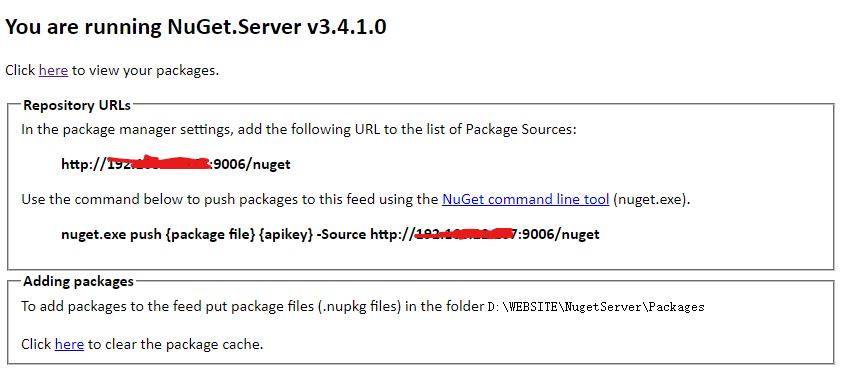 You are running NuGet.Server v3.4.1.0
Click here to view your packages.
Repository URLs
In the package manager settings, add the following URL to the list of Package Sources:
http:// :9006/nuget
Use the command below to push packages to this feed using the NuGet command line tool (nuget.exe).
nuget.exe push {package file} {apikey} -Source http:// :9006/nuget
Adding packages
To add packages to the feed put package files (.nupkg files) in the folder D:\WEBSITE\NugetServer\Packages
Click here to clear the package cache.